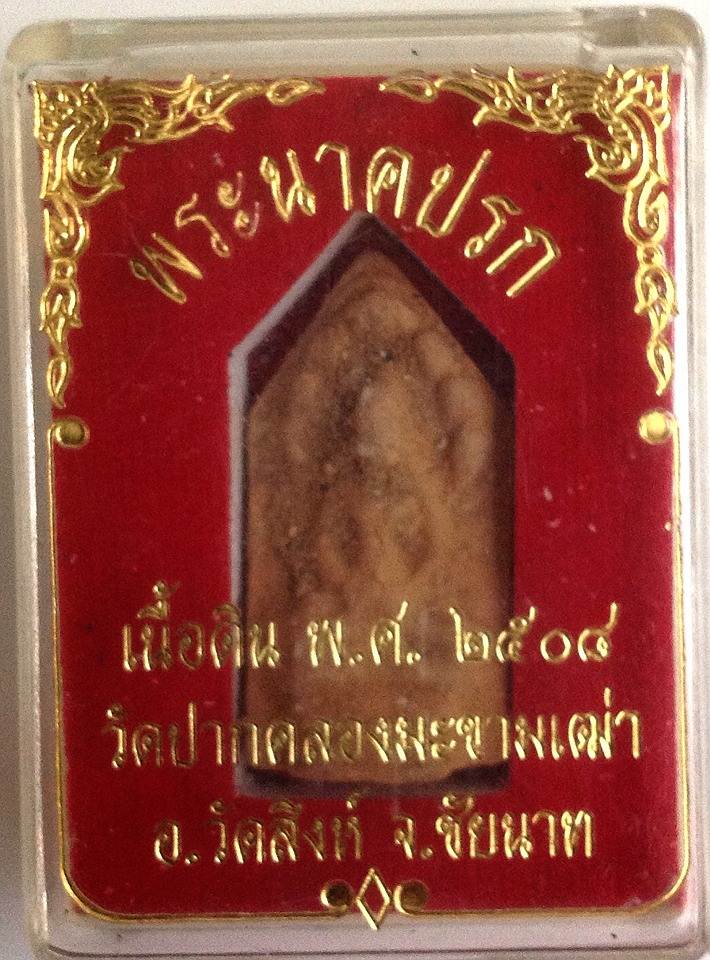 พระนาคปรก
เนื้อดิน พ.ศ. ๒๕๐๘
วัดปากคลองมะขามเฒ่า
อ.วัดสิงห์ จ.ชัยนาท